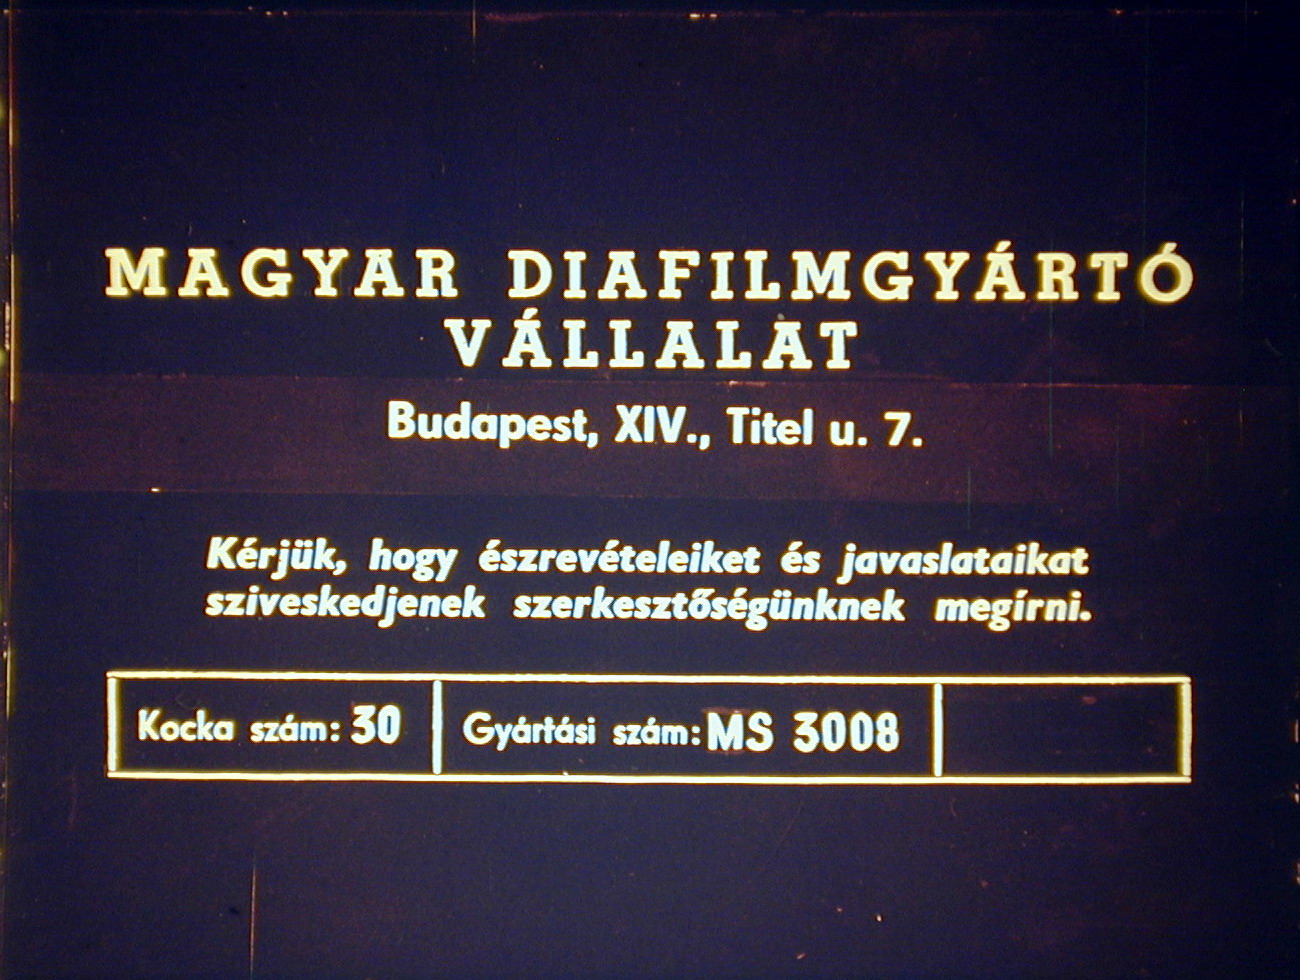 MAGYAR DIAFILMGYÁRTÓ
VÁLLALAT
Budapest, XIV., Titel u. 7.
Kérjük, hogy észrevételeiket és javaslataikat
sziveskedjenek szerkesztőségünknek megírni.
Kocka szám: 30 Gyártási szám: MS 3008